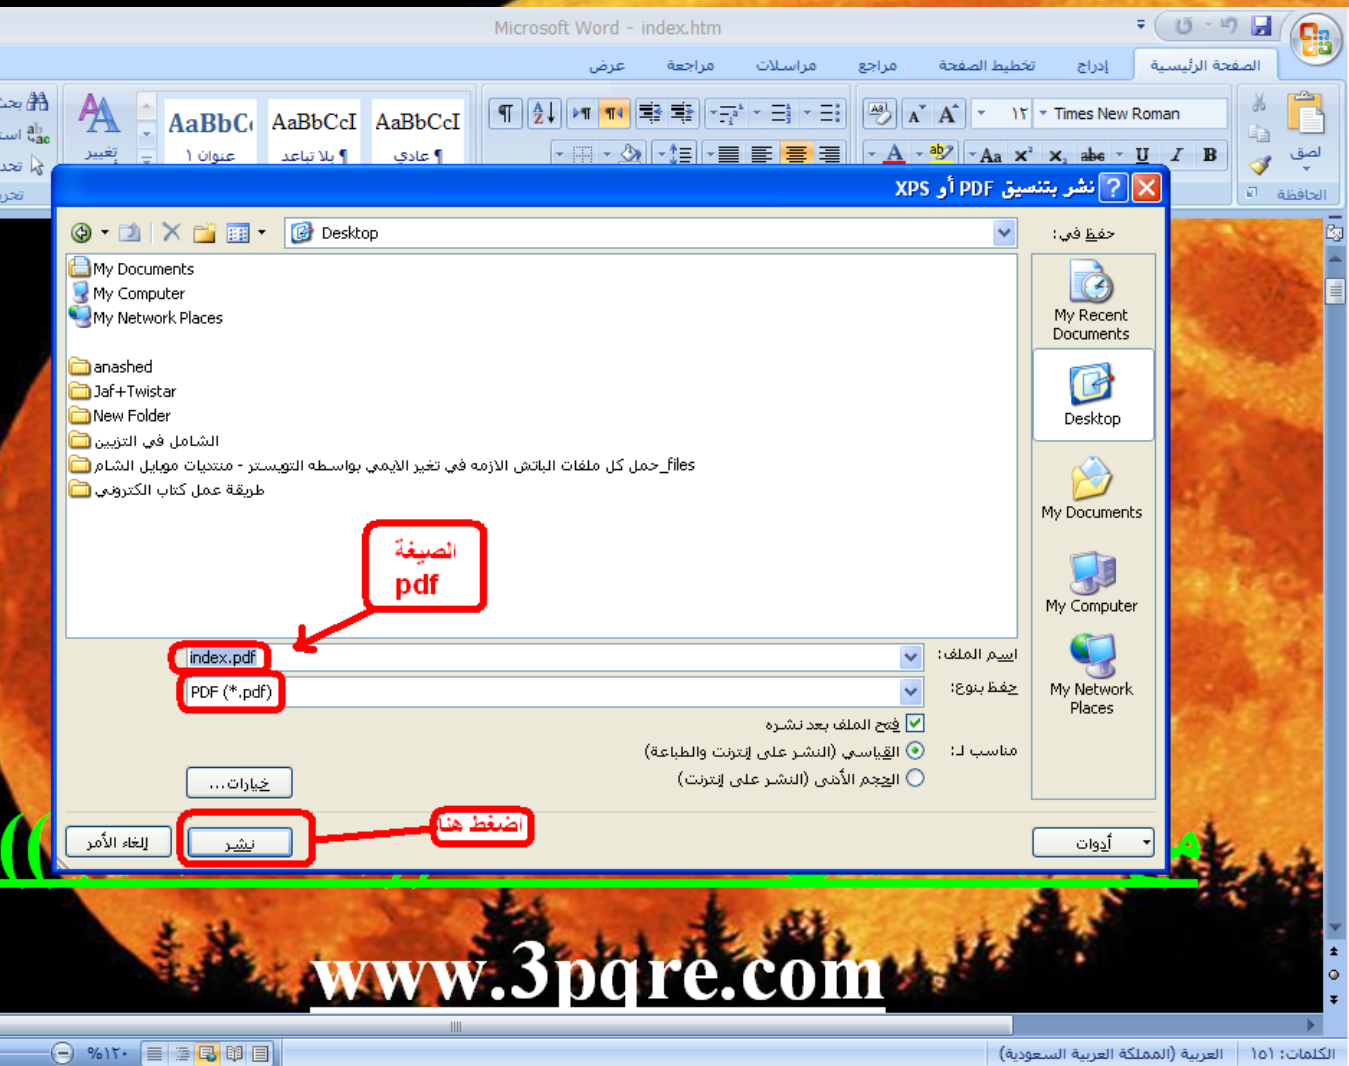 Microsoft Word - index.htm
الصفحة الرئيسية
إدراج
تخطيط الصفحة
مراجع
مراسلات
مراجعة
عرض
Times New Roman
١٢
لصق
الحافظة
AaBbCcI
¶ عادي
AaBbCcI
¶ بلا تباعد
AaBbC
عنوان ١
تغيير
بحث
نشر بتنسيق PDF أو XPS
حفظ في:
Desktop
My Recent Documents
Desktop
My Documents
My Computer
My Network Places
My Documents
My Computer
My Network Places
anashed
Jaf+Twistar
New Folder
الشامل في التزيين
حمل كل ملفات الباتش الازمه في تغير الايمي بواسطه التويستر - منتديات موبايل الشام_files
طريقة عمل كتاب الكتروني
الصيغة
pdf
اسم الملف:
index.pdf
حفظ بنوع:
PDF (*.pdf)
فتح الملف بعد نشره
مناسب لـ:
القياسي (النشر على إنترنت والطباعة)
الحجم الأدنى (النشر على إنترنت)
خيارات...
اضغط هنا
أدوات
نشر
إلغاء الأمر
www.3pqre.com
الكلمات: ١٥١
العربية (المملكة العربية السعودية)
١٢٠%